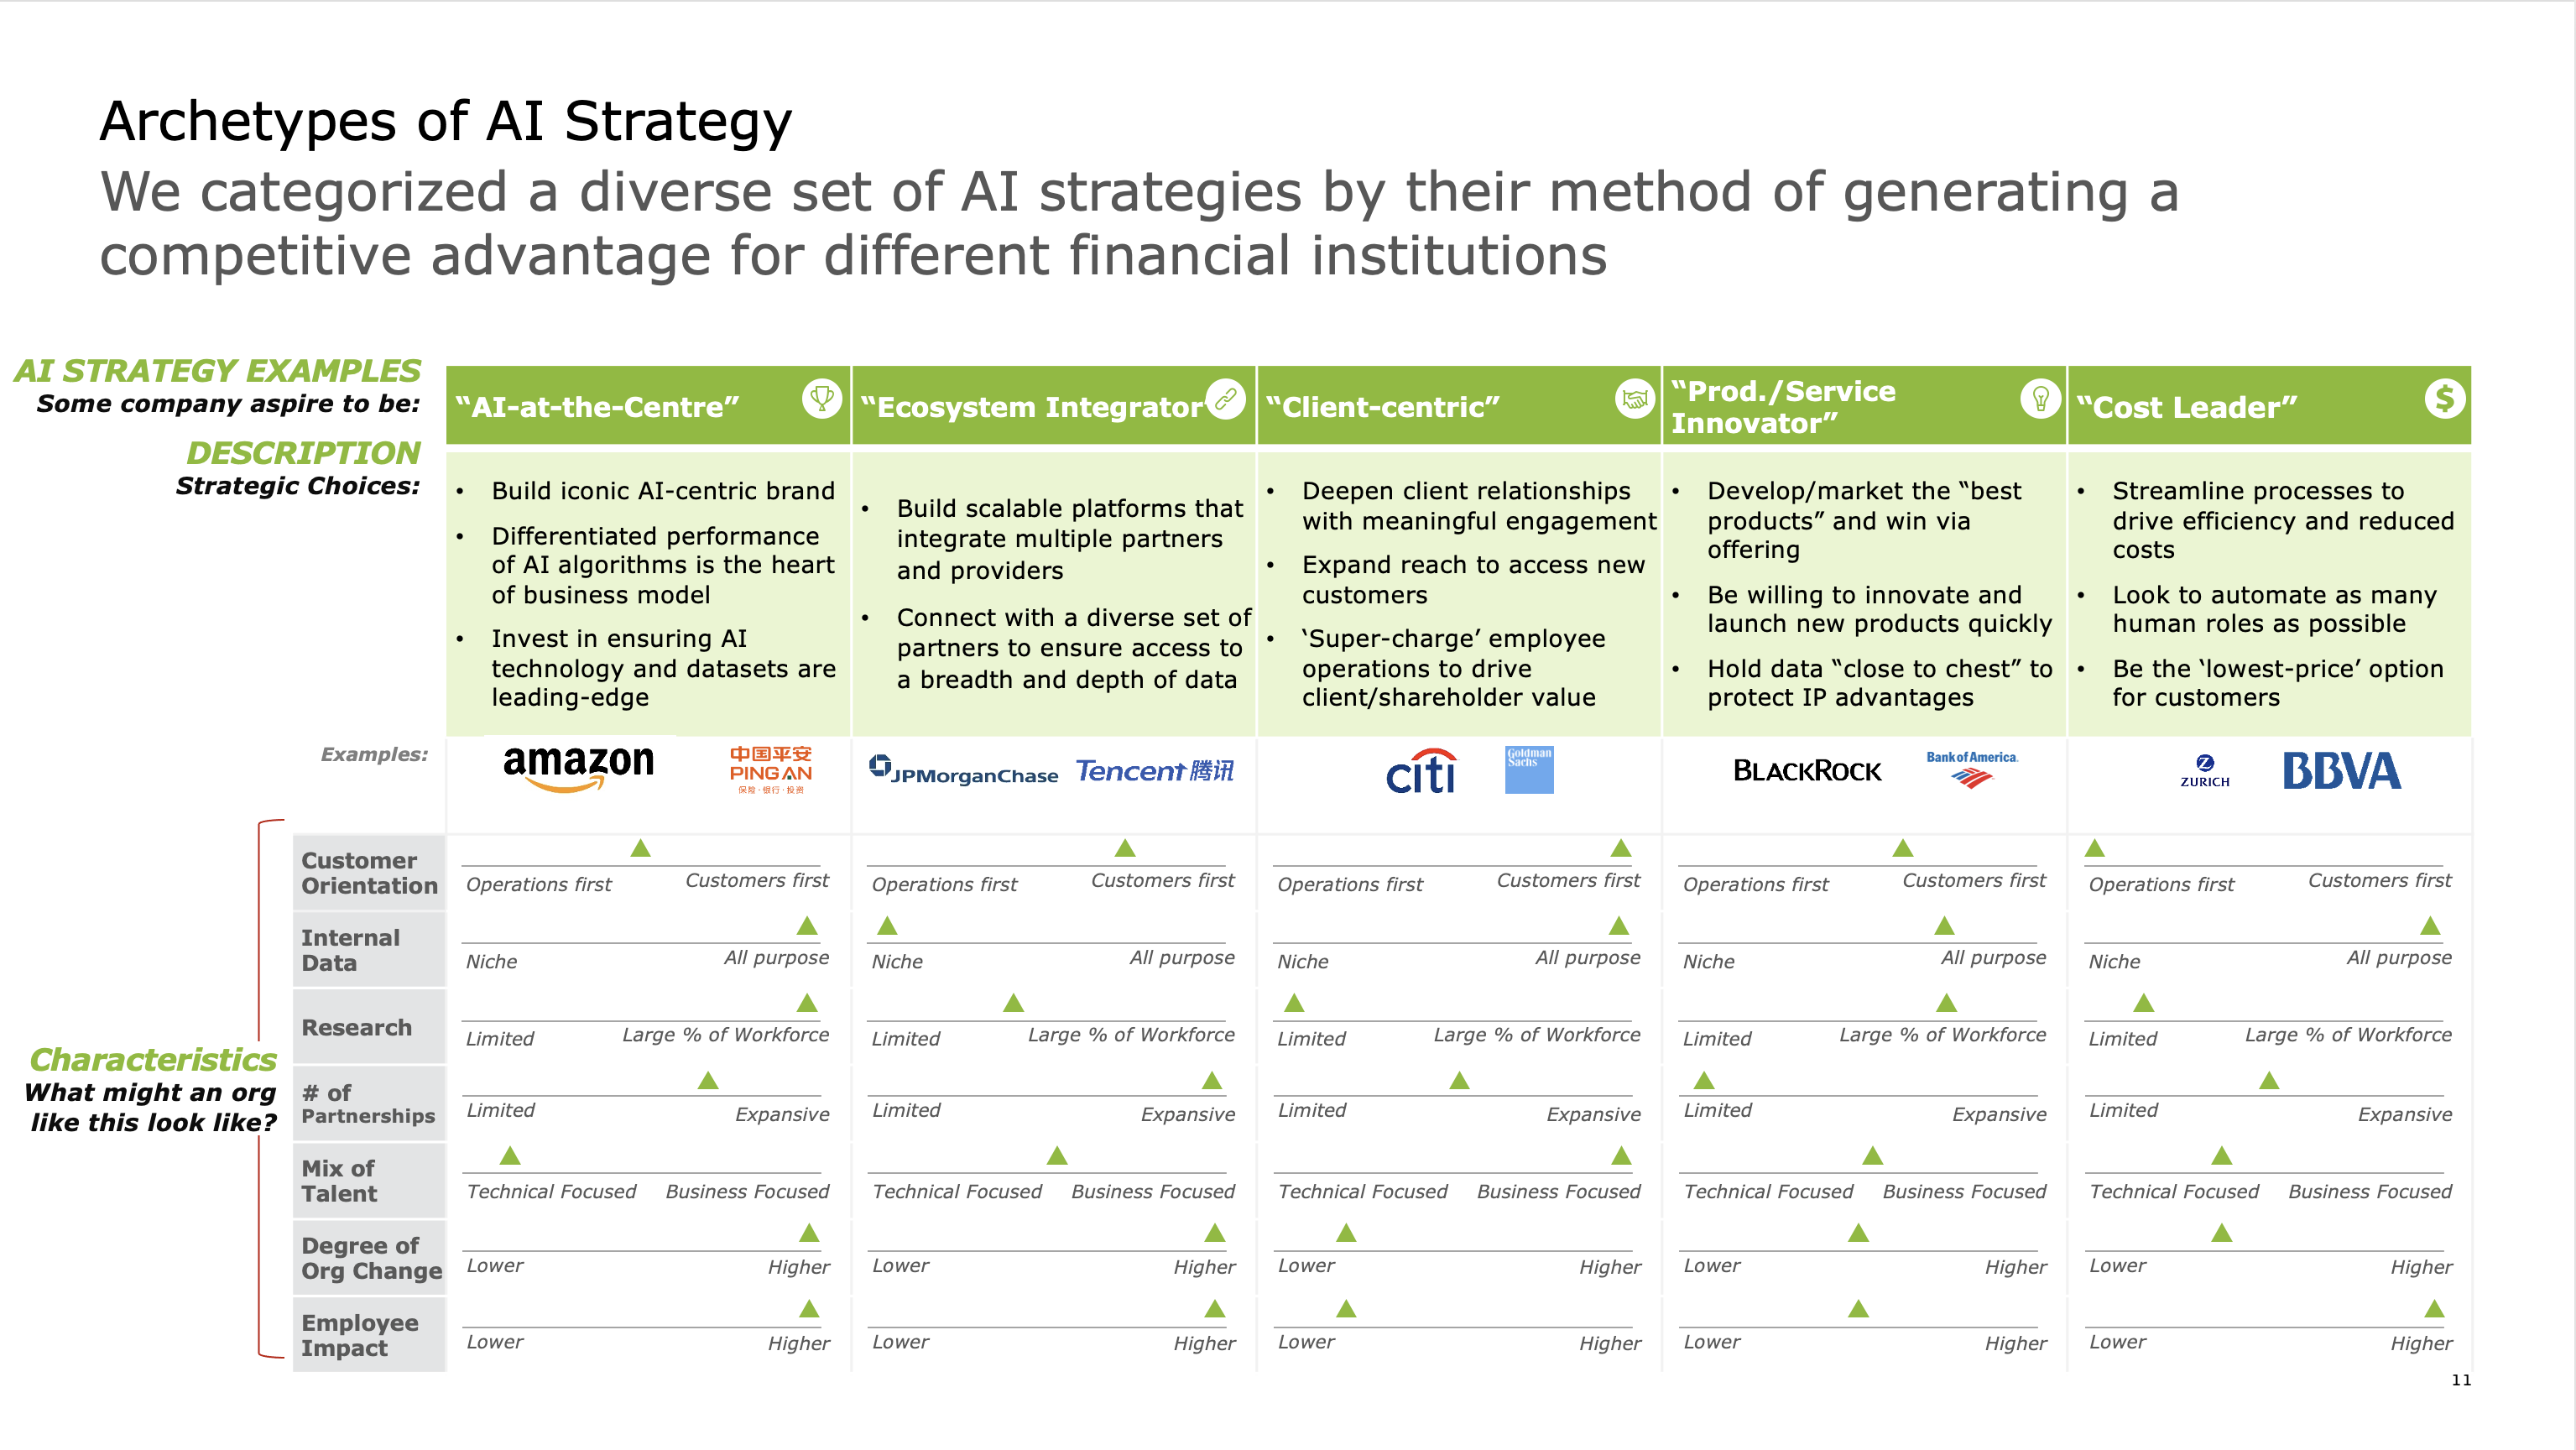 Archetypes of AI Strategy
We categorized a diverse set of AI strategies by their method of generating a
competitive advantage for different financial institutions
AI STRATEGY EXAMPLES
Some company aspire to be:
“AI-at-the-Centre”
“Ecosystem Integrator”
“Client-centric”
“Prod./Service
Innovator”
“Cost Leader”
$
DESCRIPTION
Strategic Choices:
• Build iconic AI-centric brand
• Differentiated performance
of AI algorithms is the heart
of business model
• Invest in ensuring AI
technology and datasets are
leading-edge
• Build scalable platforms that
integrate multiple partners
and providers
• Connect with a diverse set of
partners to ensure access to
a breadth and depth of data
• Deepen client relationships
with meaningful engagement
• Expand reach to access new
customers
• ‘Super-charge’ employee
operations to drive
client/shareholder value
• Develop/market the “best
products” and win via
offering
• Be willing to innovate and
launch new products quickly
• Hold data “close to chest” to
protect IP advantages
• Streamline processes to
drive efficiency and reduced
costs
• Look to automate as many
human roles as possible
• Be the ‘lowest-price’ option
for customers
Examples:
amazon
中国平安
PING AN
保险·银行·投资
JPMorganChase
Tencent 腾讯
citi
Goldman
Sachs
BLACKROCK
Bank of America.
Z
ZURICH
BBVA
Characteristics
What might an org
like this look like?
Customer
Orientation
Operations first Customers first
Operations first Customers first
Operations first Customers first
Operations first Customers first
Operations first Customers first
Internal
Data
Niche All purpose
Niche All purpose
Niche All purpose
Niche All purpose
Niche All purpose
Research
Limited Large % of Workforce
Limited Large % of Workforce
Limited Large % of Workforce
Limited Large % of Workforce
Limited Large % of Workforce
# of
Partnerships
Limited Expansive
Limited Expansive
Limited Expansive
Limited Expansive
Limited Expansive
Mix of
Talent
Technical Focused Business Focused
Technical Focused Business Focused
Technical Focused Business Focused
Technical Focused Business Focused
Technical Focused Business Focused
Degree of
Org Change
Lower Higher
Lower Higher
Lower Higher
Lower Higher
Lower Higher
Employee
Impact
Lower Higher
Lower Higher
Lower Higher
Lower Higher
Lower Higher
11